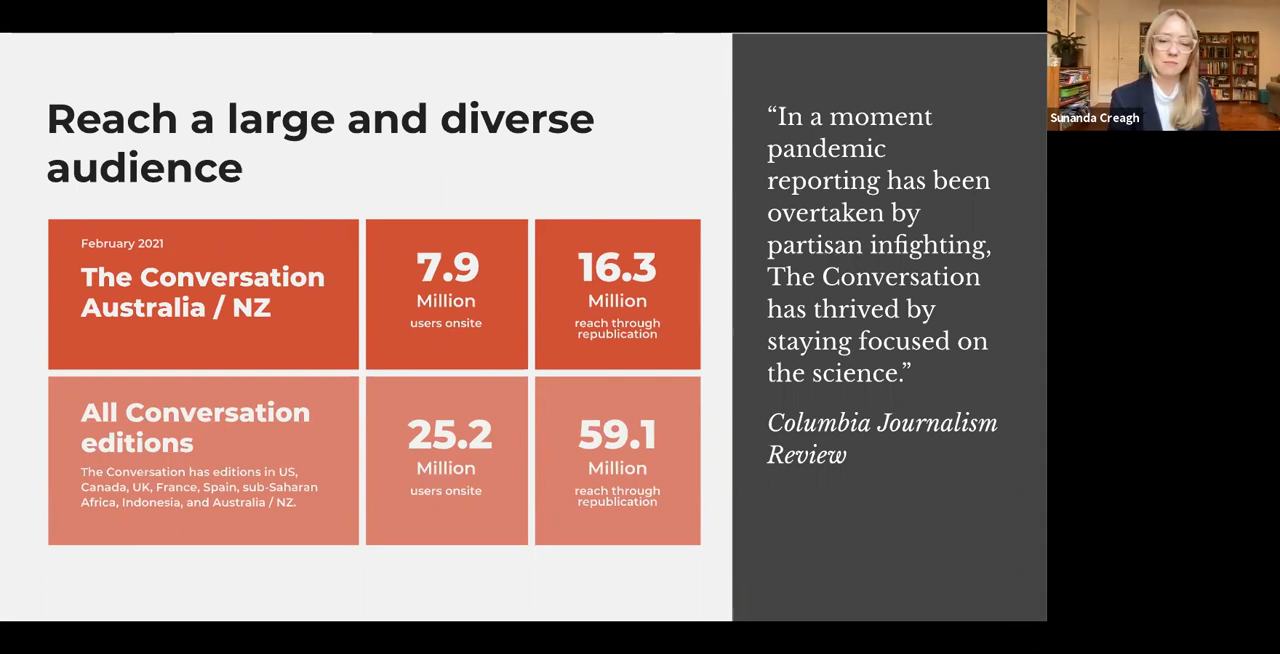 Reach a large and diverse
audience
February 2021
The Conversation
Australia / NZ
7.9
Million
users onsite
16.3
Million
reach through
republication
All Conversation
editions
The Conversation has editions in US,
Canada, UK, France, Spain, sub-Saharan
Africa, Indonesia, and Australia / NZ.
25.2
Million
users onsite
59.1
Million
reach through
republication
“In a moment
pandemic
reporting has been
overtaken by
partisan infighting,
The Conversation
has thrived by
staying focused on
the science.”
Columbia Journalism
Review
Sunanda Creagh